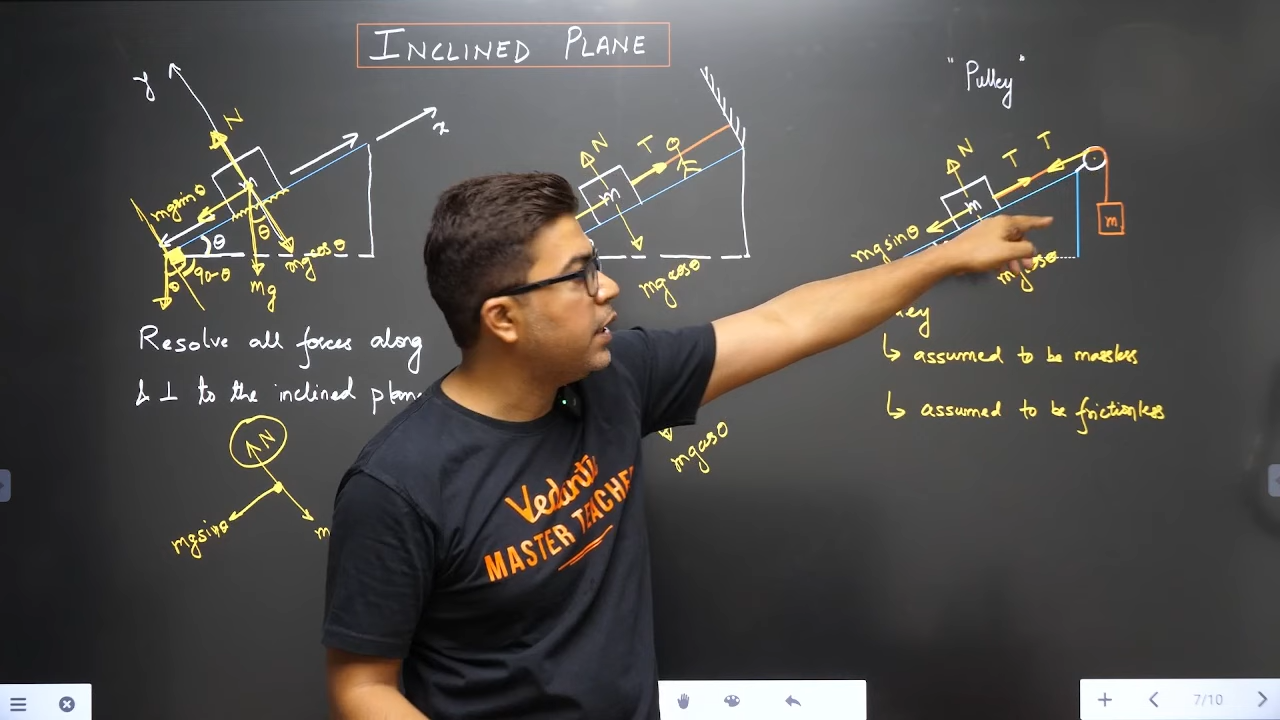 INCLINED PLANE
"Pulley"
y
N
x
mg sinθ
θ
θ
mg cosθ
90-θ
θ
mg
Resolve all forces along
& ⊥ to the inclined plane
N
mg sinθ
m
N
T
m
mg cosθ
mg cosθ
N
T
T
m
mg sinθ
m
mg cosθ
ley
↳ assumed to be massless
↳ assumed to be frictionless
Vedantu
MASTER TEACHER
7/10